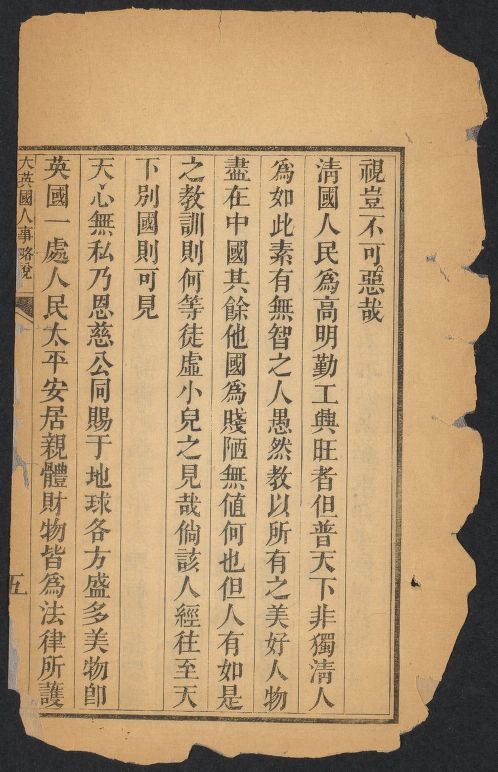 視豈不可惡哉
清國人民為高明勤工興旺者但普天下非獨清人
為如此素有無智之人愚然教以所有之美好人物
盡在中國其餘他國為賤陋無值何也但人有如是
之教訓則何等徒虛小兒之見哉倘該人經往至天
下別國則可見
天心無私乃恩慈公同賜于地球各方盛多美物即
英國一處人民太平安居親體財物皆為法律所護
大英國人事略說
五